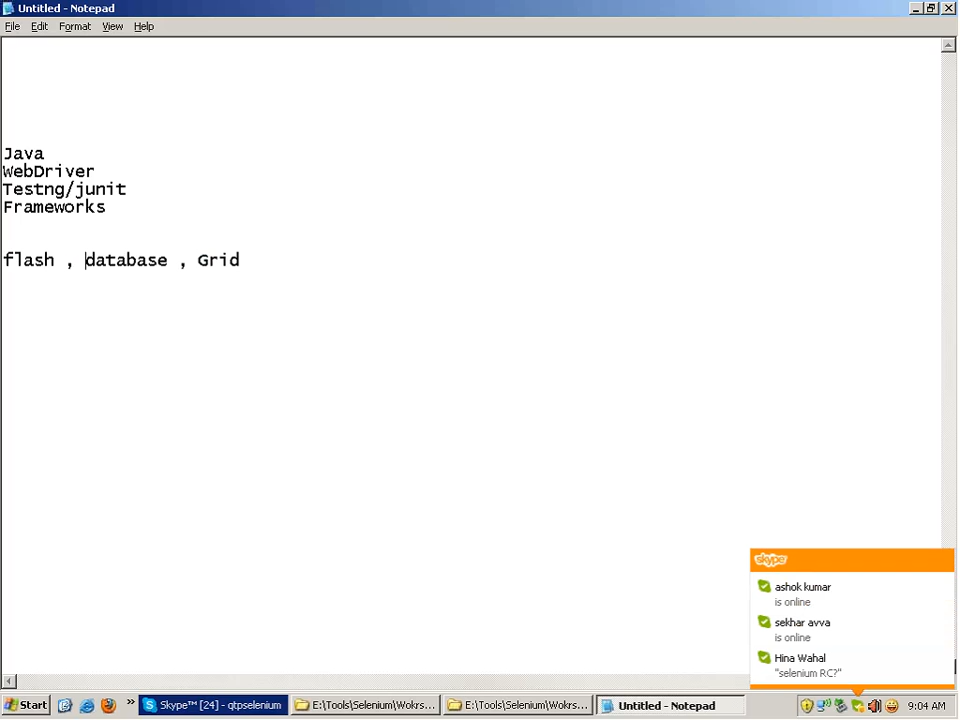 Untitled - Notepad
File Edit Format View Help
Java
WebDriver
Testng/junit
Frameworks
flash , database , Grid
skype
ashok kumar
is online
sekhar avva
is online
Hina Wahal
"selenium RC?"
Start » Skype™ [24] - qtpselenium E:\Tools\Selenium\Wokrs... E:\Tools\Selenium\Wokrs... Untitled - Notepad 9:04 AM